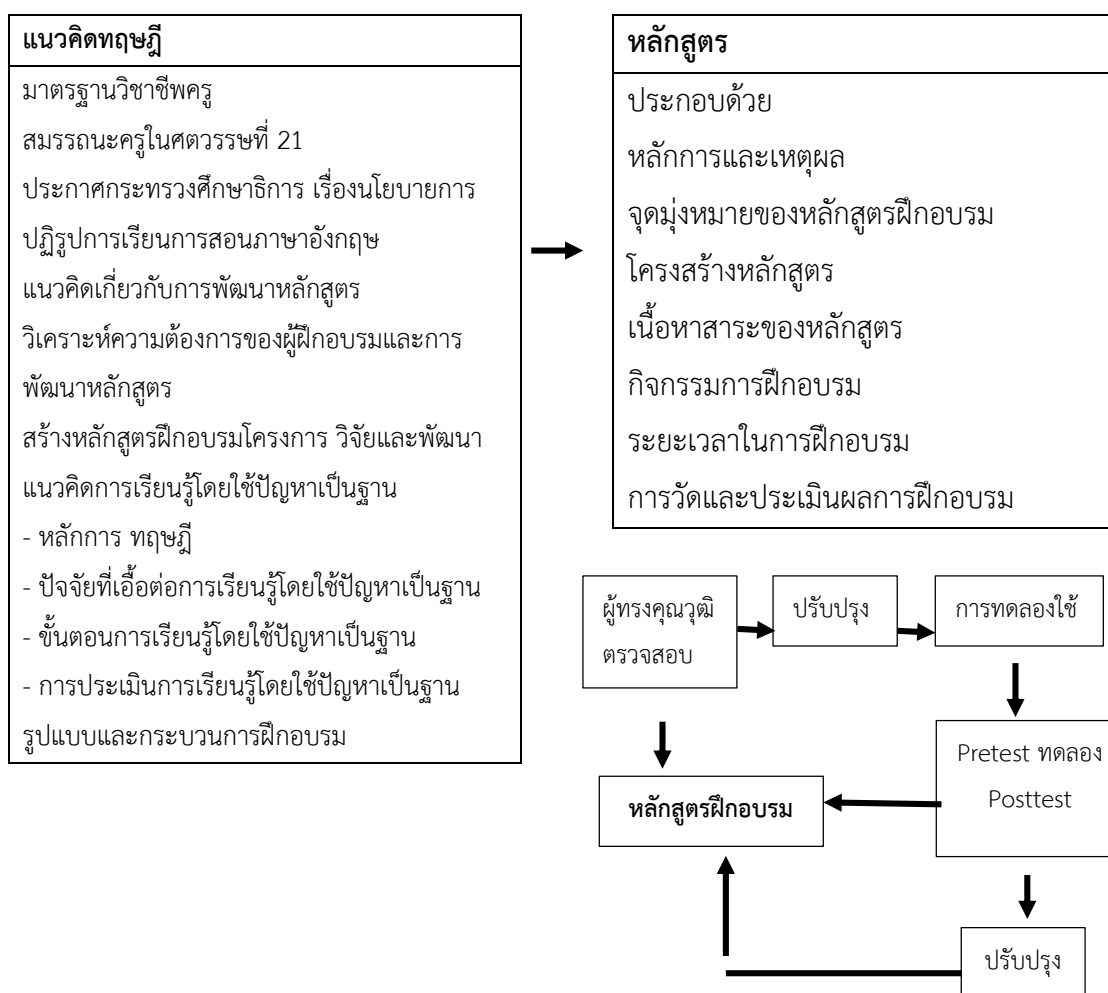 แนวคิดทฤษฎี
มาตรฐานวิชาชีพครู
สมรรถนะครูในศตวรรษที่ 21
ประกาศกระทรวงศึกษาธิการ เรื่องนโยบายการ
ปฏิรูปการเรียนการสอนภาษาอังกฤษ
แนวคิดเกี่ยวกับการพัฒนาหลักสูตร
วิเคราะห์ความต้องการของผู้ฝึกอบรมและการ
พัฒนาหลักสูตร
สร้างหลักสูตรฝึกอบรมโครงการ วิจัยและพัฒนา
แนวคิดการเรียนรู้โดยใช้ปัญหาเป็นฐาน
- หลักการ ทฤษฎี
- ปัจจัยที่เอื้อต่อการเรียนรู้โดยใช้ปัญหาเป็นฐาน
- ขั้นตอนการเรียนรู้โดยใช้ปัญหาเป็นฐาน
- การประเมินการเรียนรู้โดยใช้ปัญหาเป็นฐาน
รูปแบบและกระบวนการฝึกอบรม
หลักสูตร
ประกอบด้วย
หลักการและเหตุผล
จุดมุ่งหมายของหลักสูตรฝึกอบรม
โครงสร้างหลักสูตร
เนื้อหาสาระของหลักสูตร
กิจกรรมการฝึกอบรม
ระยะเวลาในการฝึกอบรม
การวัดและประเมินผลการฝึกอบรม
ผู้ทรงคุณวุฒิ
ตรวจสอบ
ปรับปรุง
การทดลองใช้
Pretest ทดลอง
Posttest
หลักสูตรฝึกอบรม
ปรับปรุง